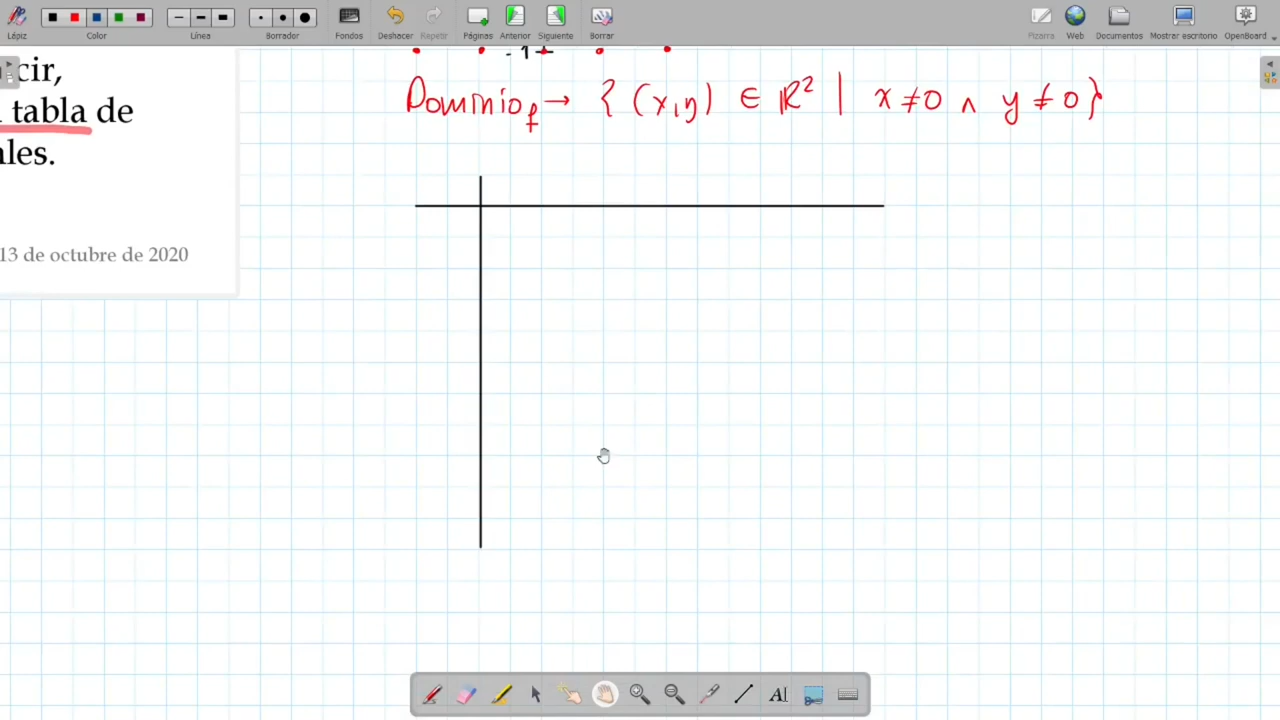 Lápiz Color Línea Borrador Fondos Deshacer Repetir Páginas Anterior Siguiente Borrar Pizarra Web Documentos Mostrar escritorio OpenBoard
cir,
tabla de
les.
13 de octubre de 2020
Dominio_f → { (x,y) ∈ ℝ² | x ≠ 0 ∧ y ≠ 0}